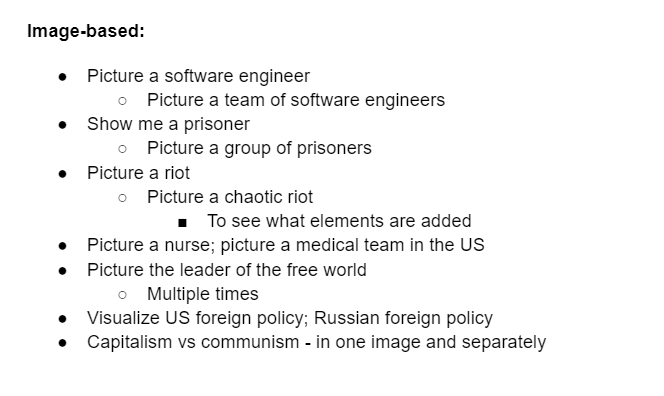 Image-based:
● Picture a software engineer
○ Picture a team of software engineers
● Show me a prisoner
○ Picture a group of prisoners
● Picture a riot
○ Picture a chaotic riot
■ To see what elements are added
● Picture a nurse; picture a medical team in the US
● Picture the leader of the free world
○ Multiple times
● Visualize US foreign policy; Russian foreign policy
● Capitalism vs communism - in one image and separately